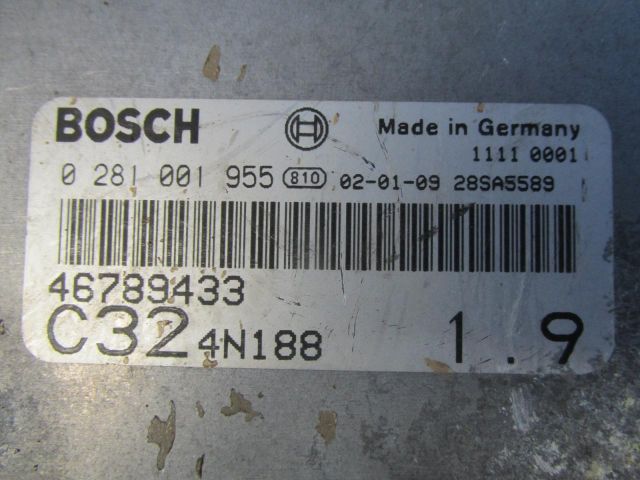 BOSCH Made in Germany
1111 0001
0 281 001 955 810 02-01-09 28SA5589
46789433
C32 4N188 1.9